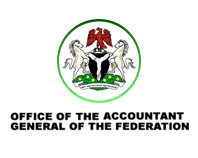 OFFICE OF THE ACCOUNTANT
GENERAL OF THE FEDERATION